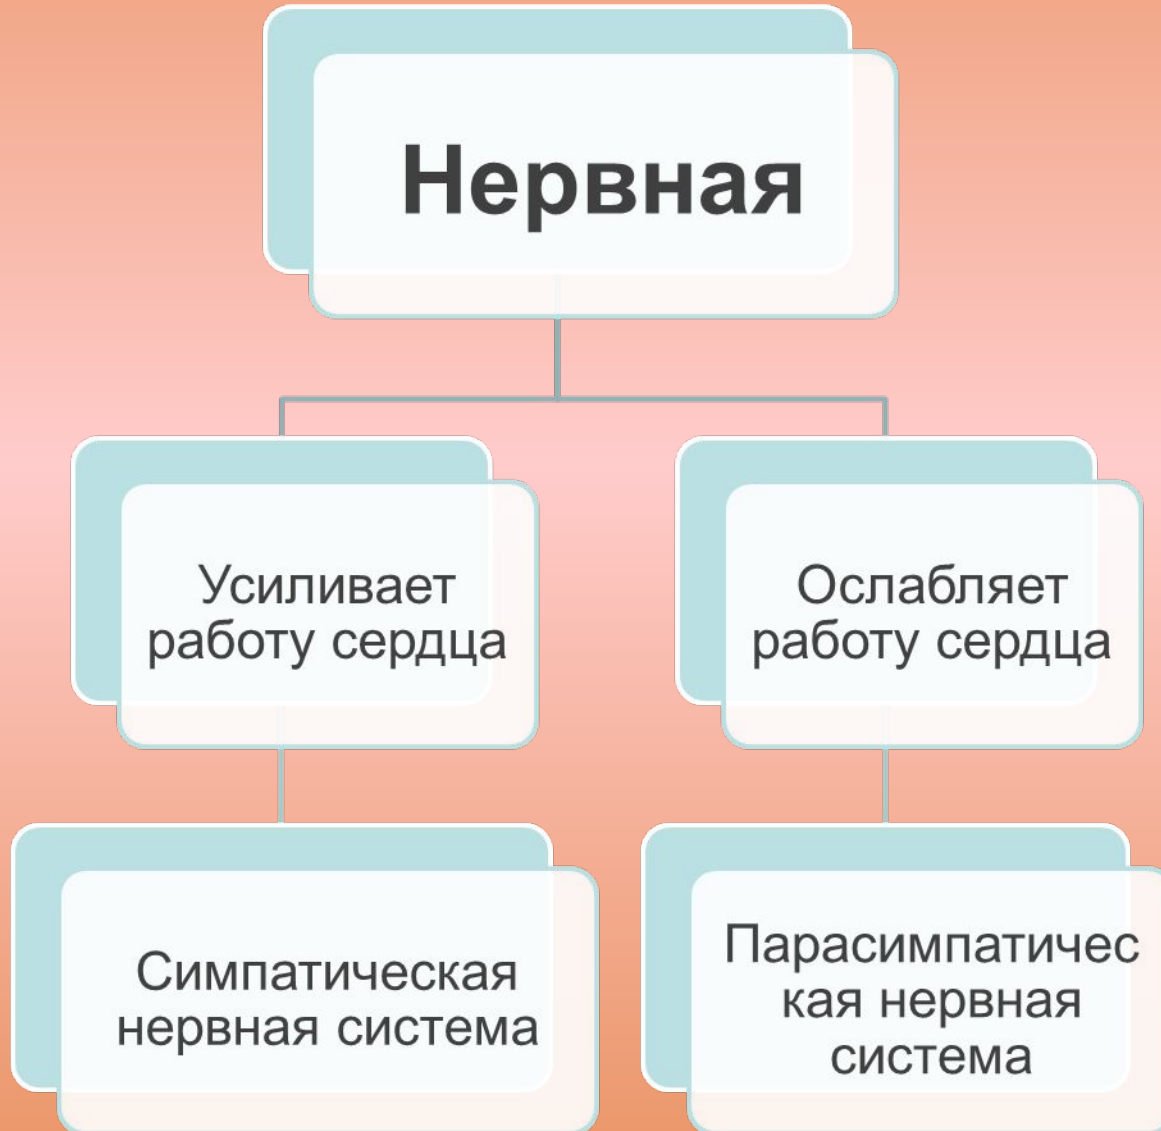 Нервная
Усиливает
работу сердца
Ослабляет
работу сердца
Симпатическая
нервная система
Парасимпатичес
кая нервная
система